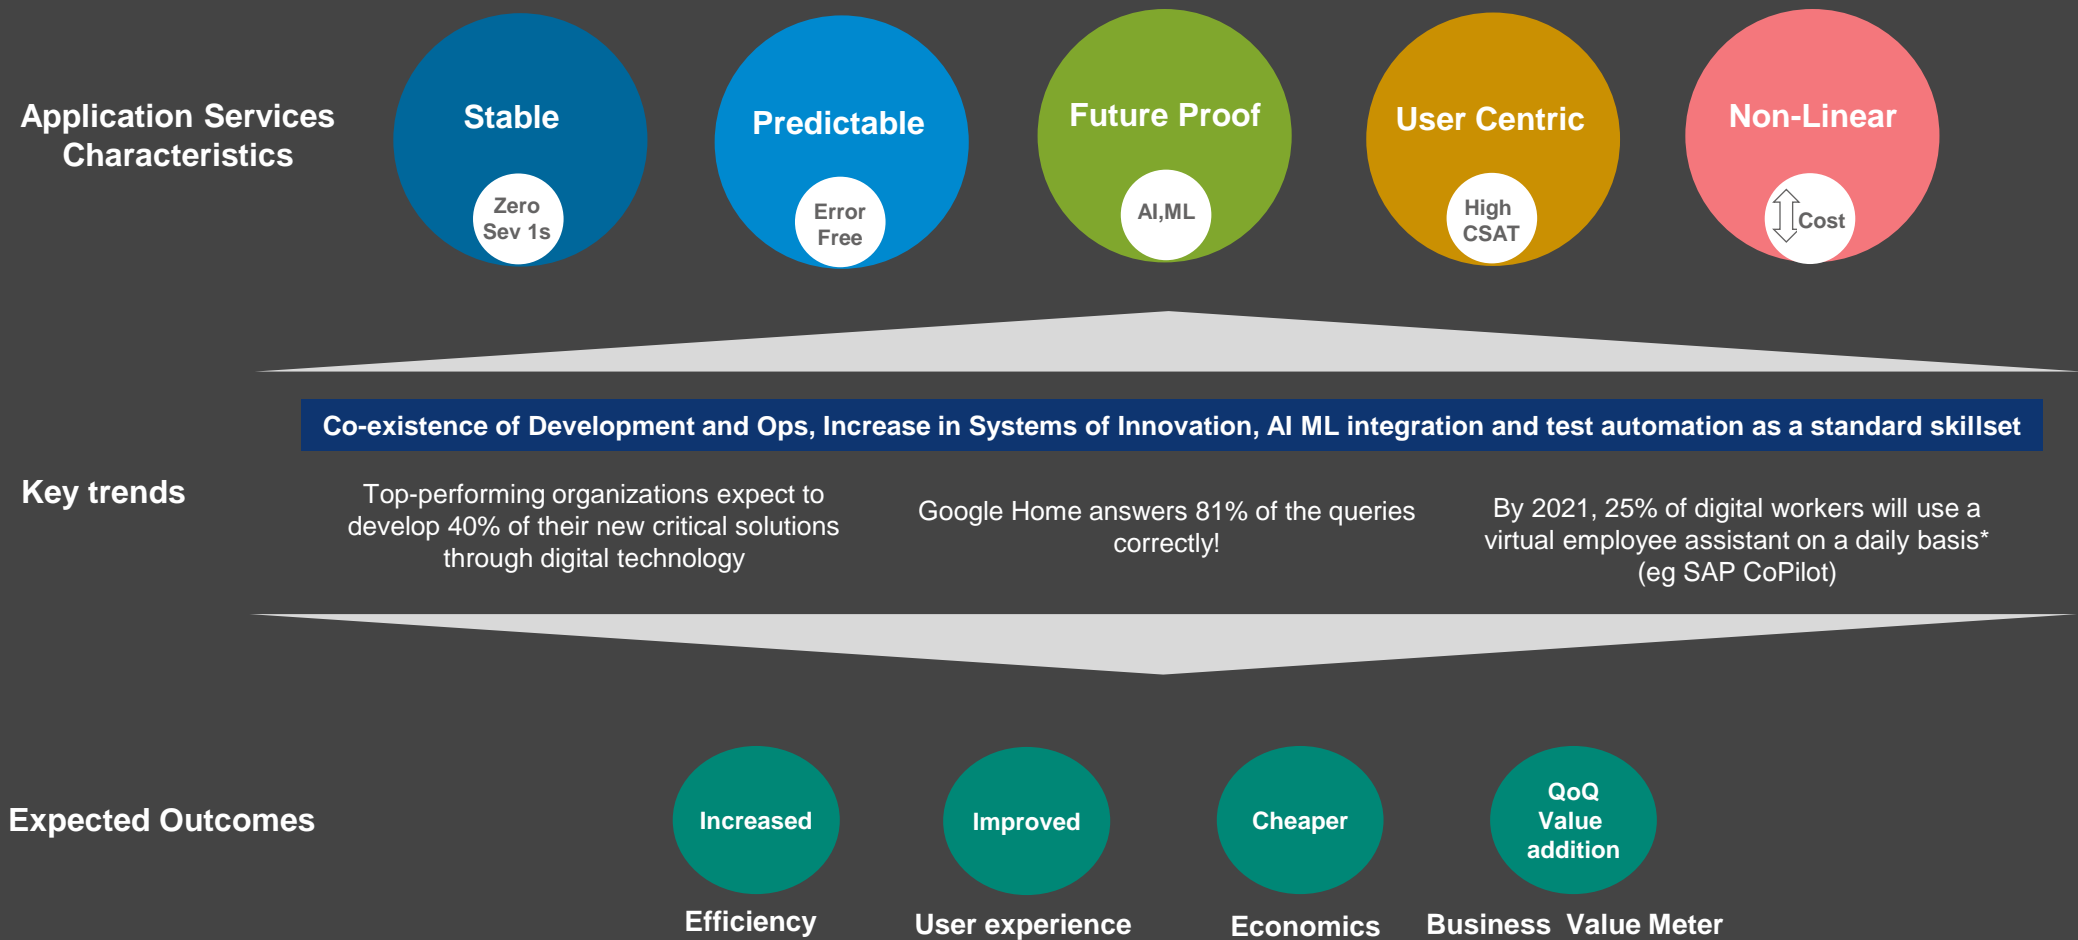 Application Services
Characteristics
Stable
Zero
Sev 1s
Predictable
Error
Free
Future Proof
AI,ML
User Centric
High
CSAT
Non-Linear
Cost
Co-existence of Development and Ops, Increase in Systems of Innovation, AI ML integration and test automation as a standard skillset
Key trends
Top-performing organizations expect to
develop 40% of their new critical solutions
through digital technology
Google Home answers 81% of the queries
correctly!
By 2021, 25% of digital workers will use a
virtual employee assistant on a daily basis*
(eg SAP CoPilot)
Expected Outcomes
Increased
Efficiency
Improved
User experience
Cheaper
Economics
QoQ
Value
addition
Business Value Meter